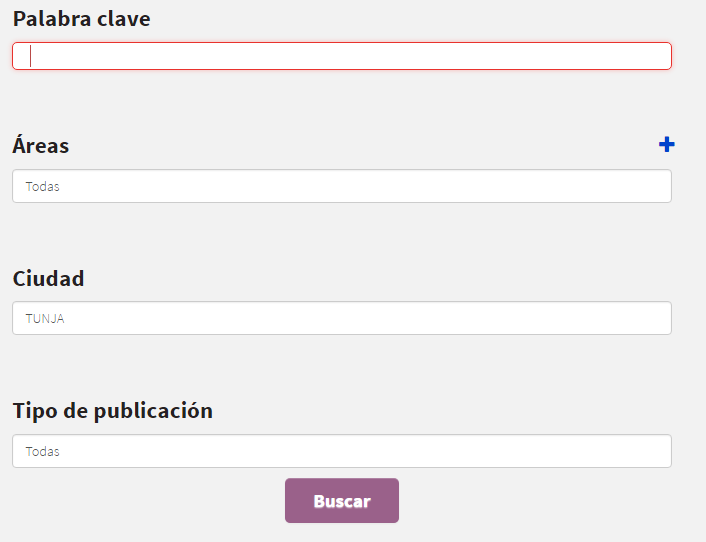 Palabra clave
Áreas
Todas
Ciudad
TUNJA
Tipo de publicación
Todas
Buscar